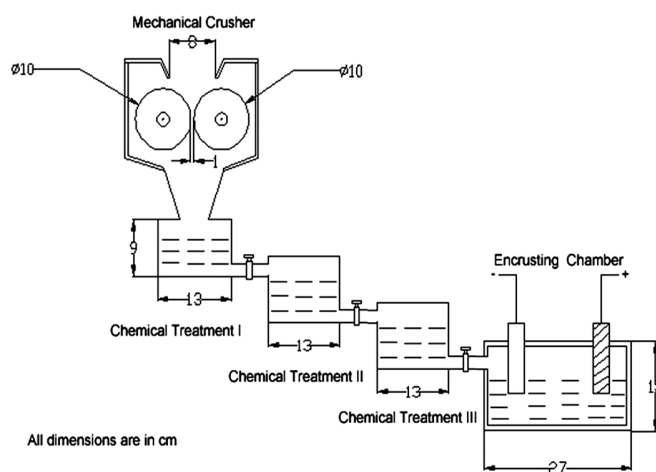 Mechanical Crusher
8
ø10
ø10
1
9
13
Encrusting Chamber
- +
Chemical Treatment I
13
Chemical Treatment II
13
Chemical Treatment III
All dimensions are in cm
27